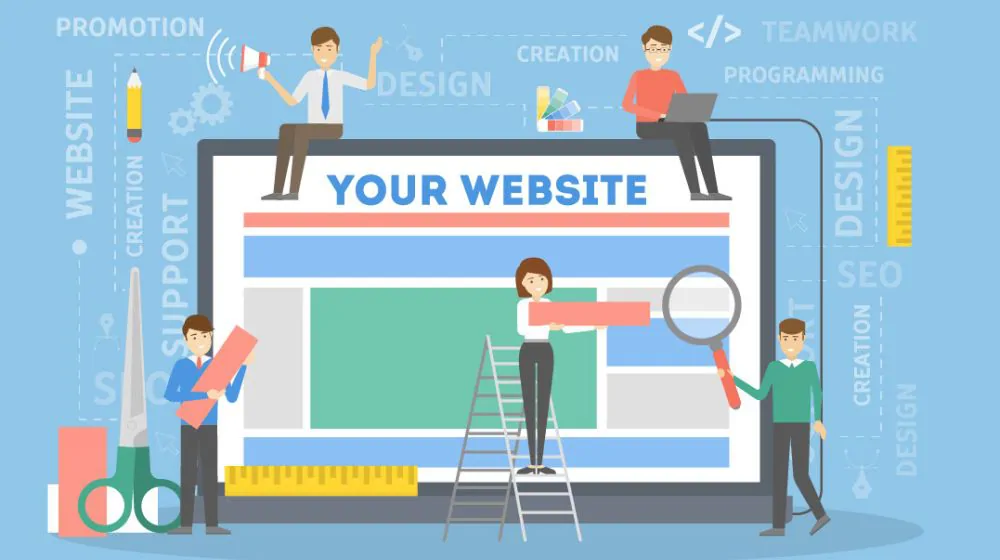 PROMOTION
</>
TEAMWORK
CREATION
PROGRAMMING
DESIGN
WEBSITE
CREATION
SUPPORT
DESIGN
YOUR WEBSITE
SEO
CREATION
DESIGN